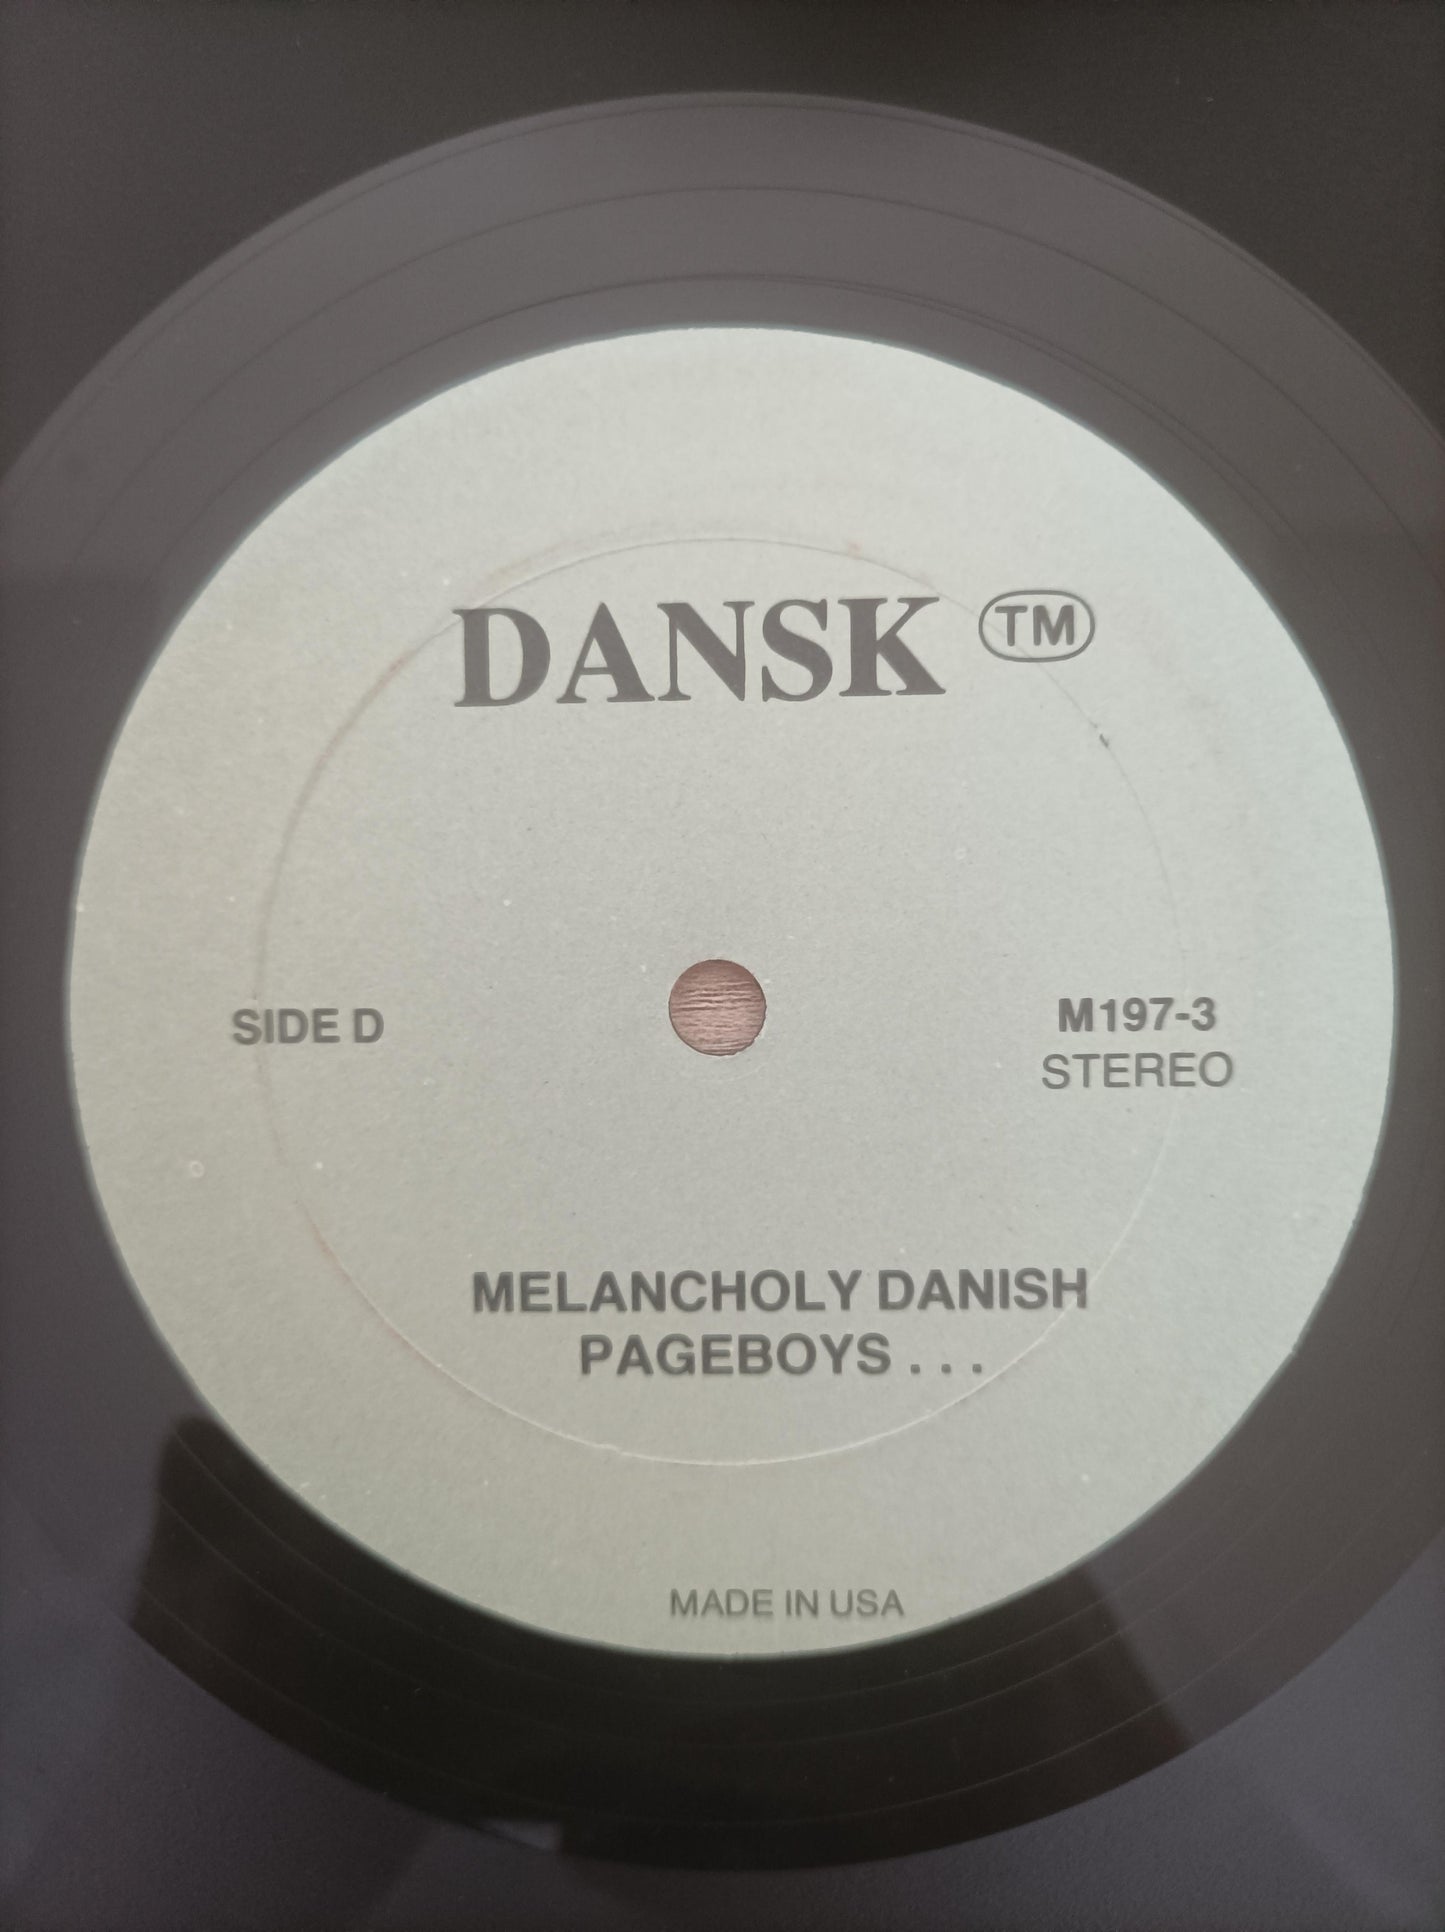 DANSK TM
SIDE D
M197-3
STEREO
MELANCHOLY DANISH
PAGEBOYS . . .
MADE IN USA